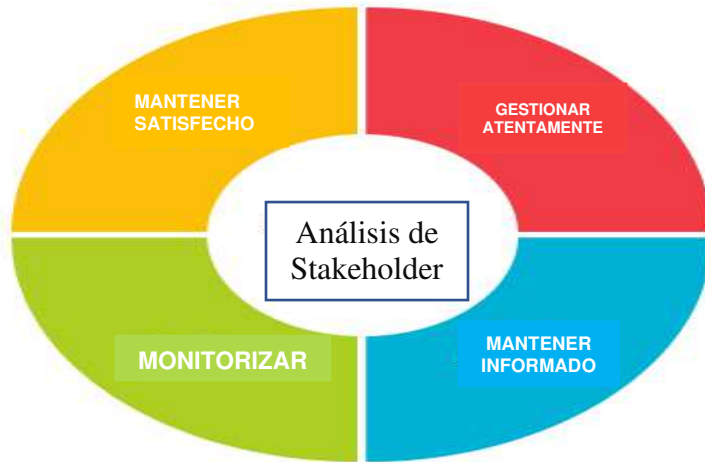 MANTENER
SATISFECHO
GESTIONAR
ATENTAMENTE
Análisis de
Stakeholder
MONITORIZAR
MANTENER
INFORMADO